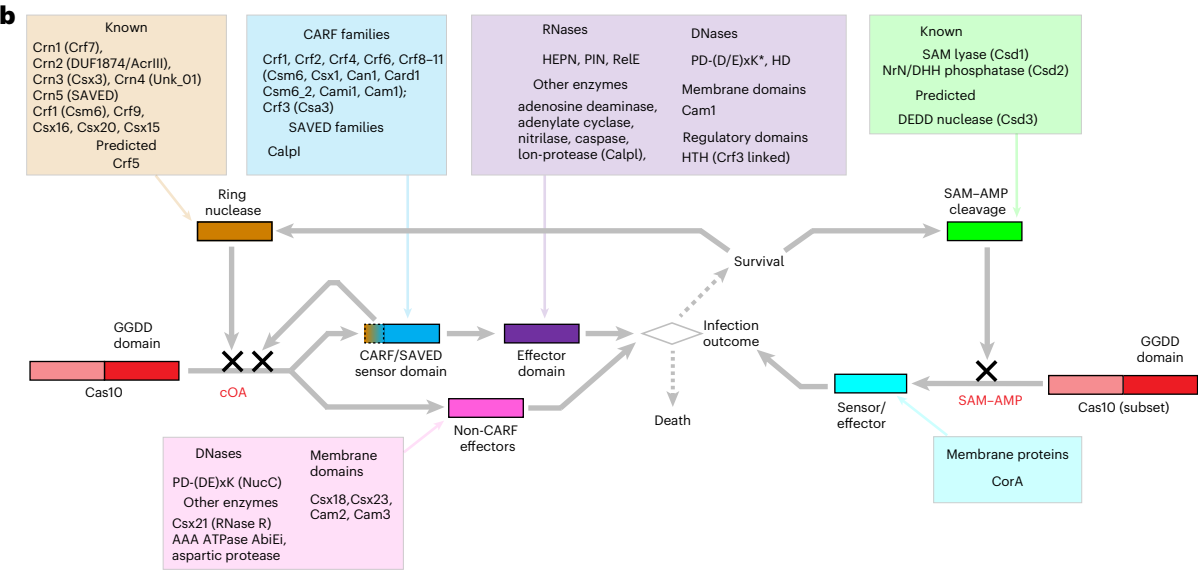 b
Known
Crn1 (Crf7),
Crn2 (DUF1874/AcrIII),
Crn3 (Csx3), Crn4 (Unk_01)
Crn5 (SAVED)
Crf1 (Csm6), Crf9,
Csx16, Csx20, Csx15
Predicted
Crf5
CARF families
Crf1, Crf2, Crf4, Crf6, Crf8–11
(Csm6, Csx1, Can1, Card1
Csm6_2, Cami1, Cam1);
Crf3 (Csa3)
SAVED families
CalpI
RNases
HEPN, PIN, RelE
Other enzymes
adenosine deaminase,
adenylate cyclase,
nitrilase, caspase,
lon-protease (Calpl),
DNases
PD-(D/E)xK*, HD
Membrane domains
Cam1
Regulatory domains
HTH (Crf3 linked)
Known
SAM lyase (Csd1)
NrN/DHH phosphatase (Csd2)
Predicted
DEDD nuclease (Csd3)
Ring
nuclease
SAM–AMP
cleavage
Survival
GGDD
domain
Cas10
cOA
CARF/SAVED
sensor domain
Effector
domain
Infection
outcome
Death
Non-CARF
effectors
Sensor/
effector
SAM–AMP
GGDD
domain
Cas10 (subset)
DNases
PD-(DE)xK (NucC)
Other enzymes
Csx21 (RNase R)
AAA ATPase AbiEi,
aspartic protease
Membrane
domains
Csx18,Csx23,
Cam2, Cam3
Membrane proteins
CorA